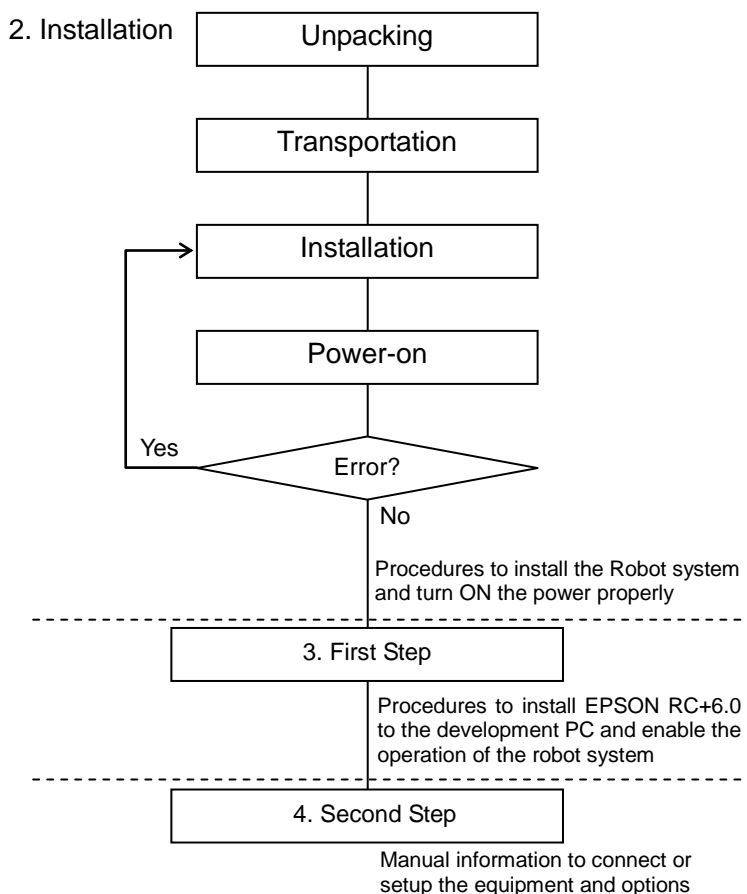 2. Installation
Unpacking
Transportation
Installation
Power-on
Yes
Error?
No
Procedures to install the Robot system
and turn ON the power properly
3. First Step
Procedures to install EPSON RC+6.0
to the development PC and enable the
operation of the robot system
4. Second Step
Manual information to connect or
setup the equipment and options